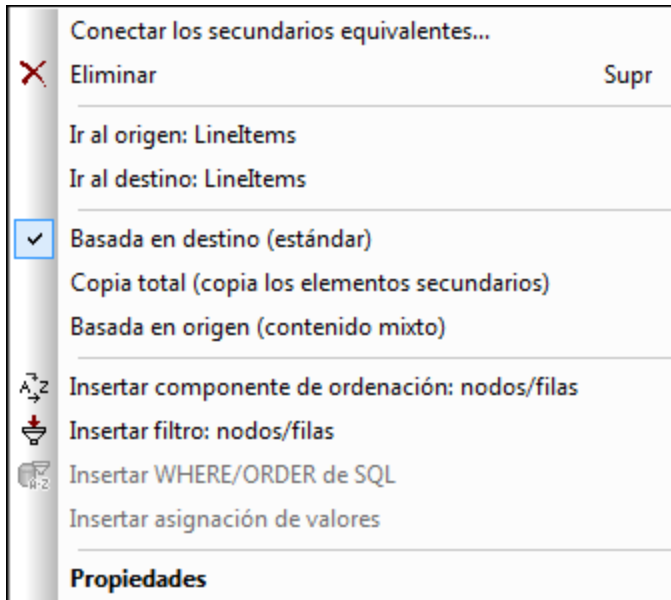 Conectar los secundarios equivalentes...
Eliminar Supr
Ir al origen: LineItems
Ir al destino: LineItems
Basada en destino (estándar)
Copia total (copia los elementos secundarios)
Basada en origen (contenido mixto)
Insertar componente de ordenación: nodos/filas
Insertar filtro: nodos/filas
Insertar WHERE/ORDER de SQL
Insertar asignación de valores
Propiedades